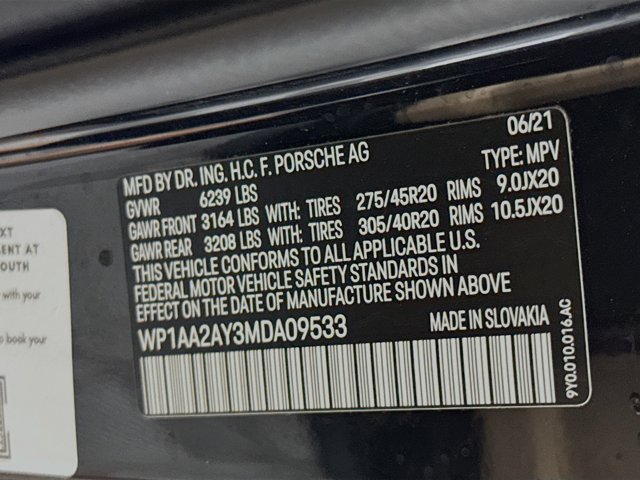 MFD BY DR. ING. H.C. F. PORSCHE AG 06/21
GVWR 6239 LBS TYPE: MPV
GAWR FRONT 3164 LBS WITH: TIRES 275/45R20 RIMS 9.0JX20
GAWR REAR 3208 LBS WITH: TIRES 305/40R20 RIMS 10.5JX20
THIS VEHICLE CONFORMS TO ALL APPLICABLE U.S.
FEDERAL MOTOR VEHICLE SAFETY STANDARDS IN
EFFECT ON THE DATE OF MANUFACTURE SHOWN ABOVE
WP1AA2AY3MDA09533 MADE IN SLOVAKIA
9Y0.010.016.AC
XT
ENT AT
OUTH
with your
o book your